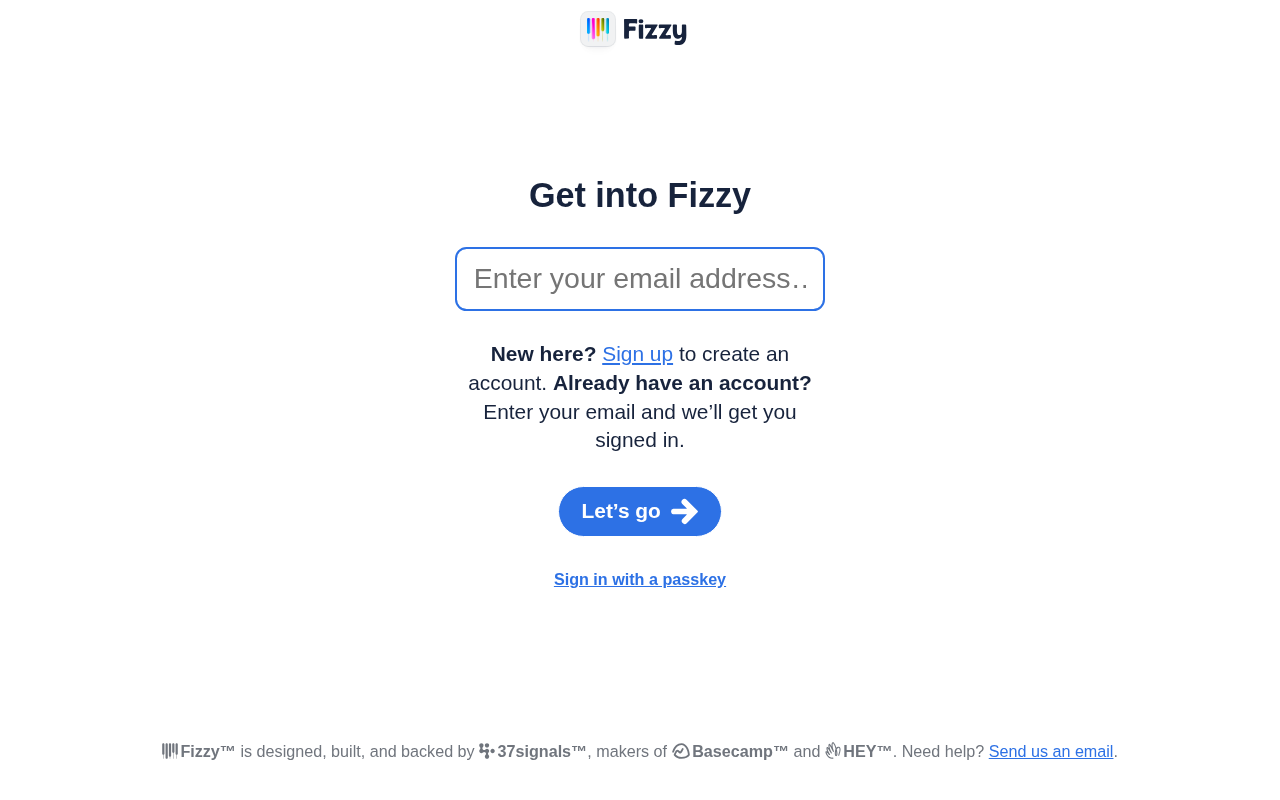 Fizzy
Get into Fizzy
Enter your email address..
New here? Sign up to create an
account. Already have an account?
Enter your email and we’ll get you
signed in.
Let’s go
Sign in with a passkey
Fizzy™ is designed, built, and backed by 37signals™, makers of Basecamp™ and HEY™. Need help? Send us an email.